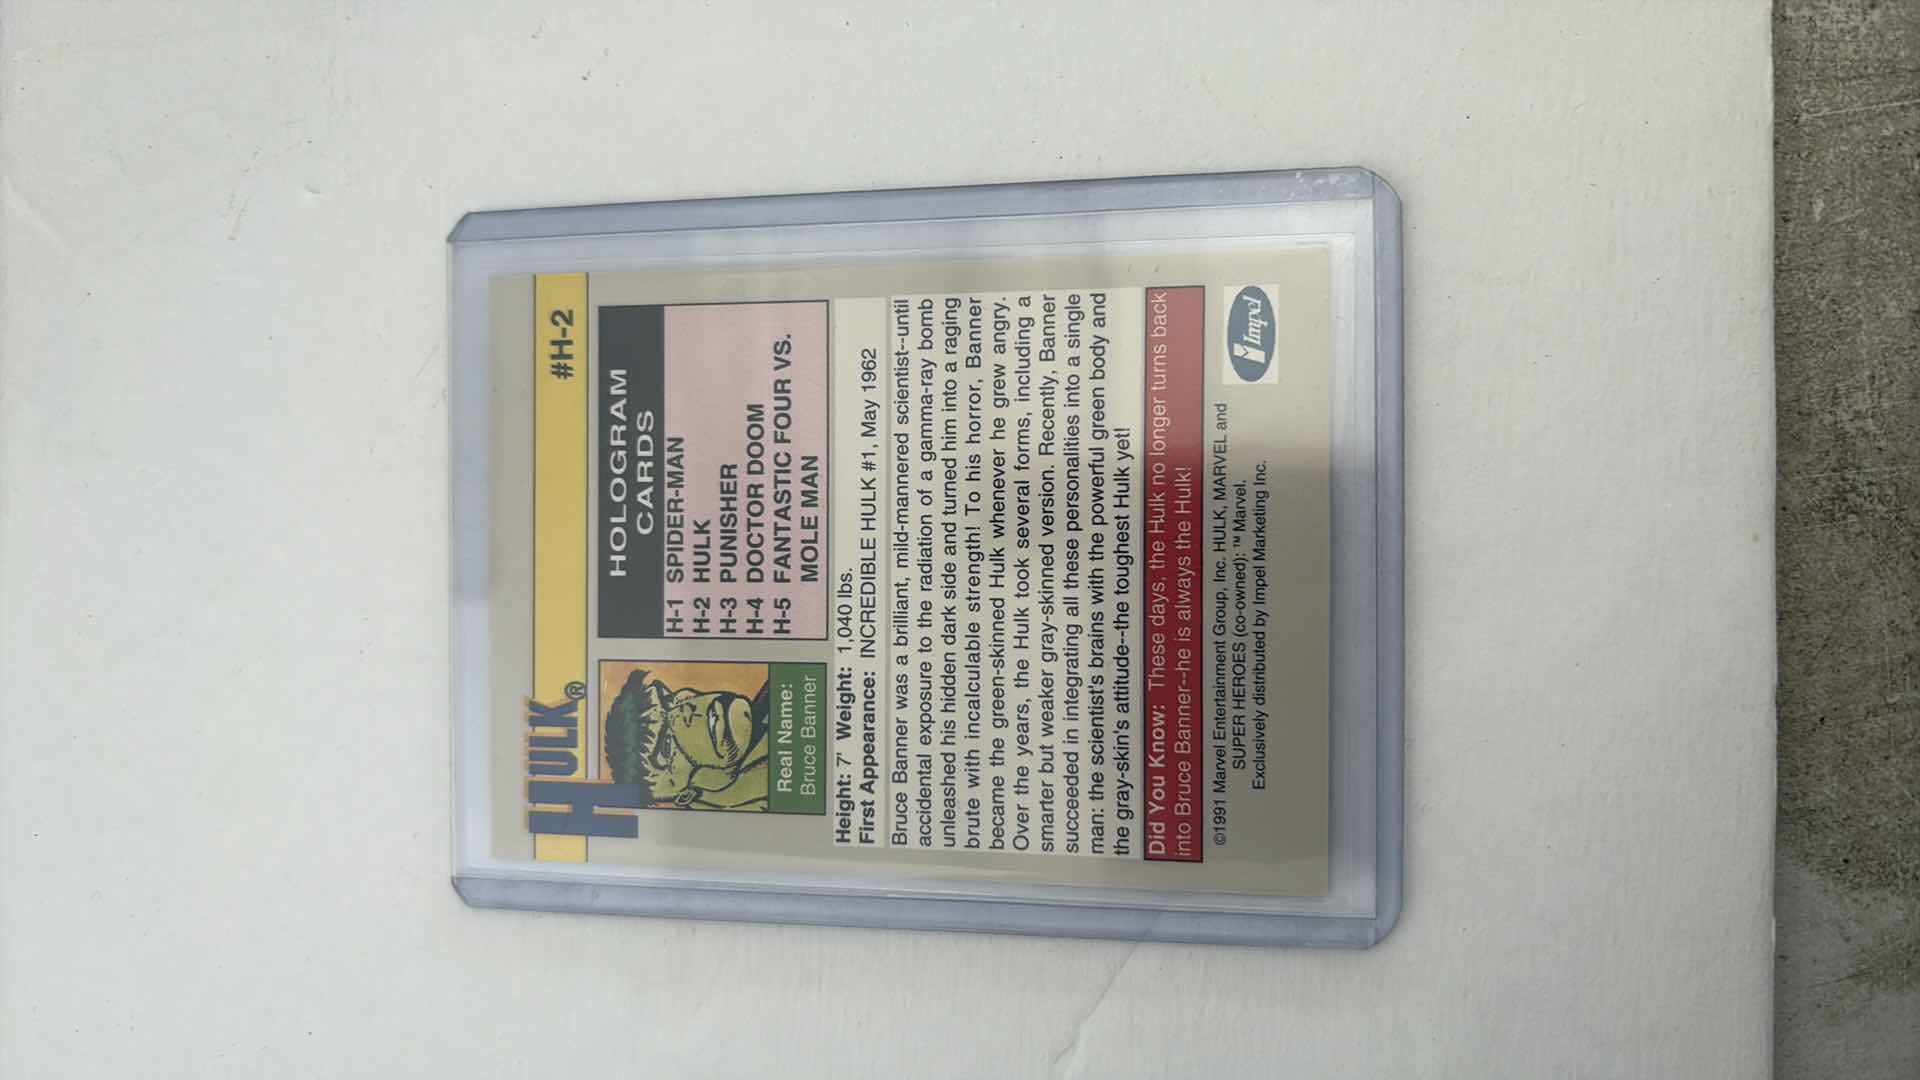 HULK®
#H-2
HOLOGRAM
CARDS
H-1 SPIDER-MAN
H-2 HULK
H-3 PUNISHER
H-4 DOCTOR DOOM
H-5 FANTASTIC FOUR VS.
MOLE MAN
Real Name:
Bruce Banner
Height: 7' Weight: 1,040 lbs.
First Appearance: INCREDIBLE HULK #1, May 1962
Bruce Banner was a brilliant, mild-mannered scientist--until
accidental exposure to the radiation of a gamma-ray bomb
unleashed his hidden dark side and turned him into a raging
brute with incalculable strength! To his horror, Banner
became the green-skinned Hulk whenever he grew angry.
Over the years, the Hulk took several forms, including a
smarter but weaker gray-skinned version. Recently, Banner
succeeded in integrating all these personalities into a single
man: the scientist's brains with the powerful green body and
the gray-skin's attitude--the toughest Hulk yet!
Did You Know: These days, the Hulk no longer turns back
into Bruce Banner--he is always the Hulk!
©1991 Marvel Entertainment Group, Inc. HULK, MARVEL and
SUPER HEROES (co-owned): ™ Marvel.
Exclusively distributed by Impel Marketing Inc.
Impel